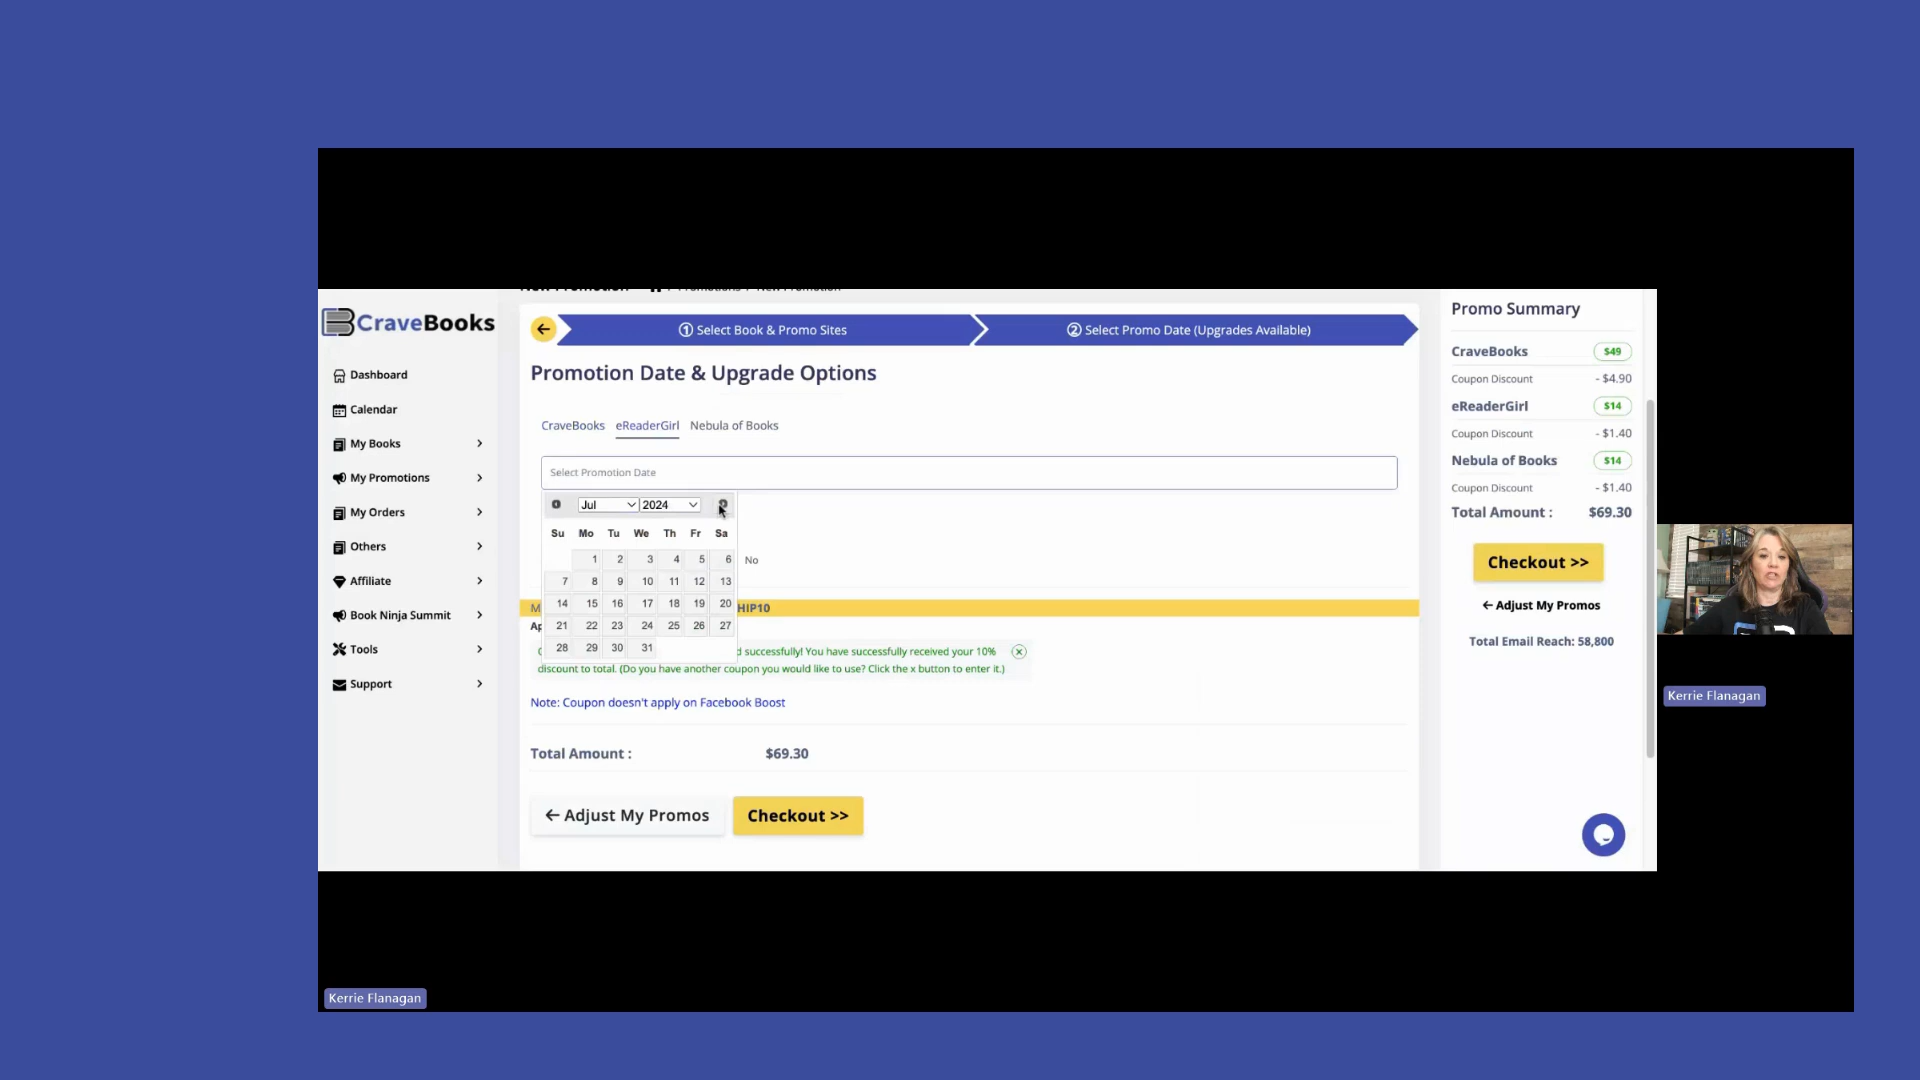 CraveBooks
Dashboard
Calendar
My Books
My Promotions
My Orders
Others
Affiliate
Book Ninja Summit
Tools
Support
New Promotion
Promotions / New Promotion
① Select Book & Promo Sites
② Select Promo Date (Upgrades Available)
Promotion Date & Upgrade Options
CraveBooks eReaderGirl Nebula of Books
Select Promotion Date
Jul 2024
Su Mo Tu We Th Fr Sa
1 2 3 4 5 6
7 8 9 10 11 12 13
14 15 16 17 18 19 20
21 22 23 24 25 26 27
28 29 30 31
No
HIP10
successfully! You have successfully received your 10%
discount to total. (Do you have another coupon you would like to use? Click the x button to enter it.)
Note: Coupon doesn't apply on Facebook Boost
Total Amount : $69.30
← Adjust My Promos
Checkout >>
Promo Summary
CraveBooks $49
Coupon Discount - $4.90
eReaderGirl $14
Coupon Discount - $1.40
Nebula of Books $14
Coupon Discount - $1.40
Total Amount : $69.30
Checkout >>
← Adjust My Promos
Total Email Reach: 58,800
Kerrie Flanagan
Kerrie Flanagan